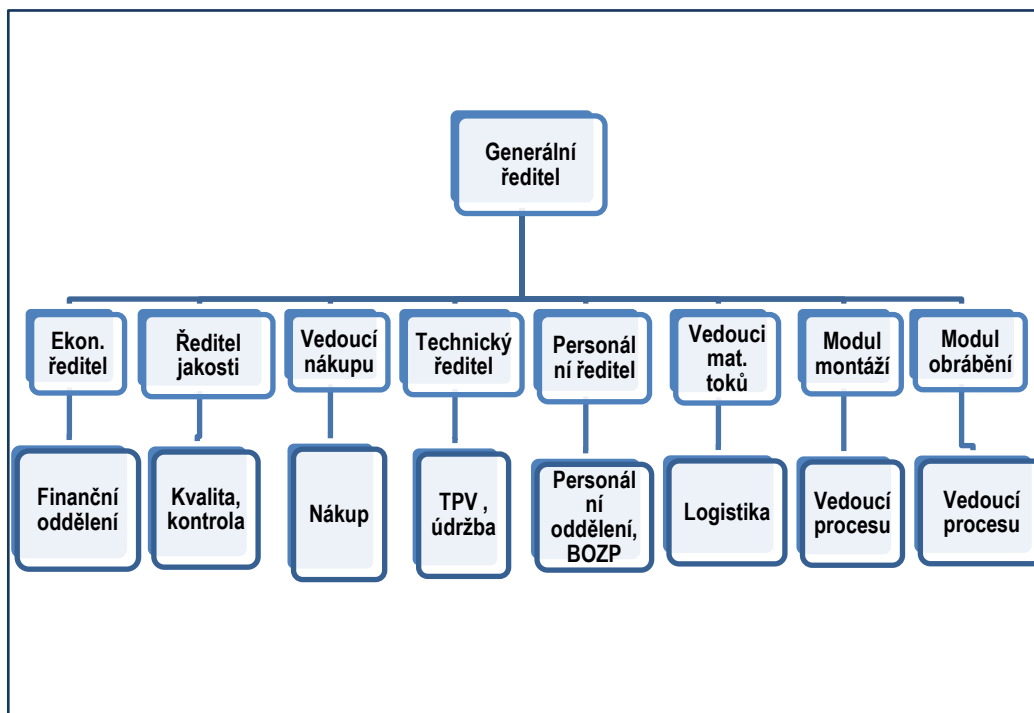 Generální
ředitel
Ekon.
ředitel
Ředitel
jakosti
Vedoucí
nákupu
Technický
ředitel
Personál
ní ředitel
Vedouci
mat.
toků
Modul
montáží
Modul
obrábění
Finanční
oddělení
Kvalita,
kontrola
Nákup
TPV ,
údržba
Personál
ní
oddělení,
BOZP
Logistika
Vedoucí
procesu
Vedoucí
procesu